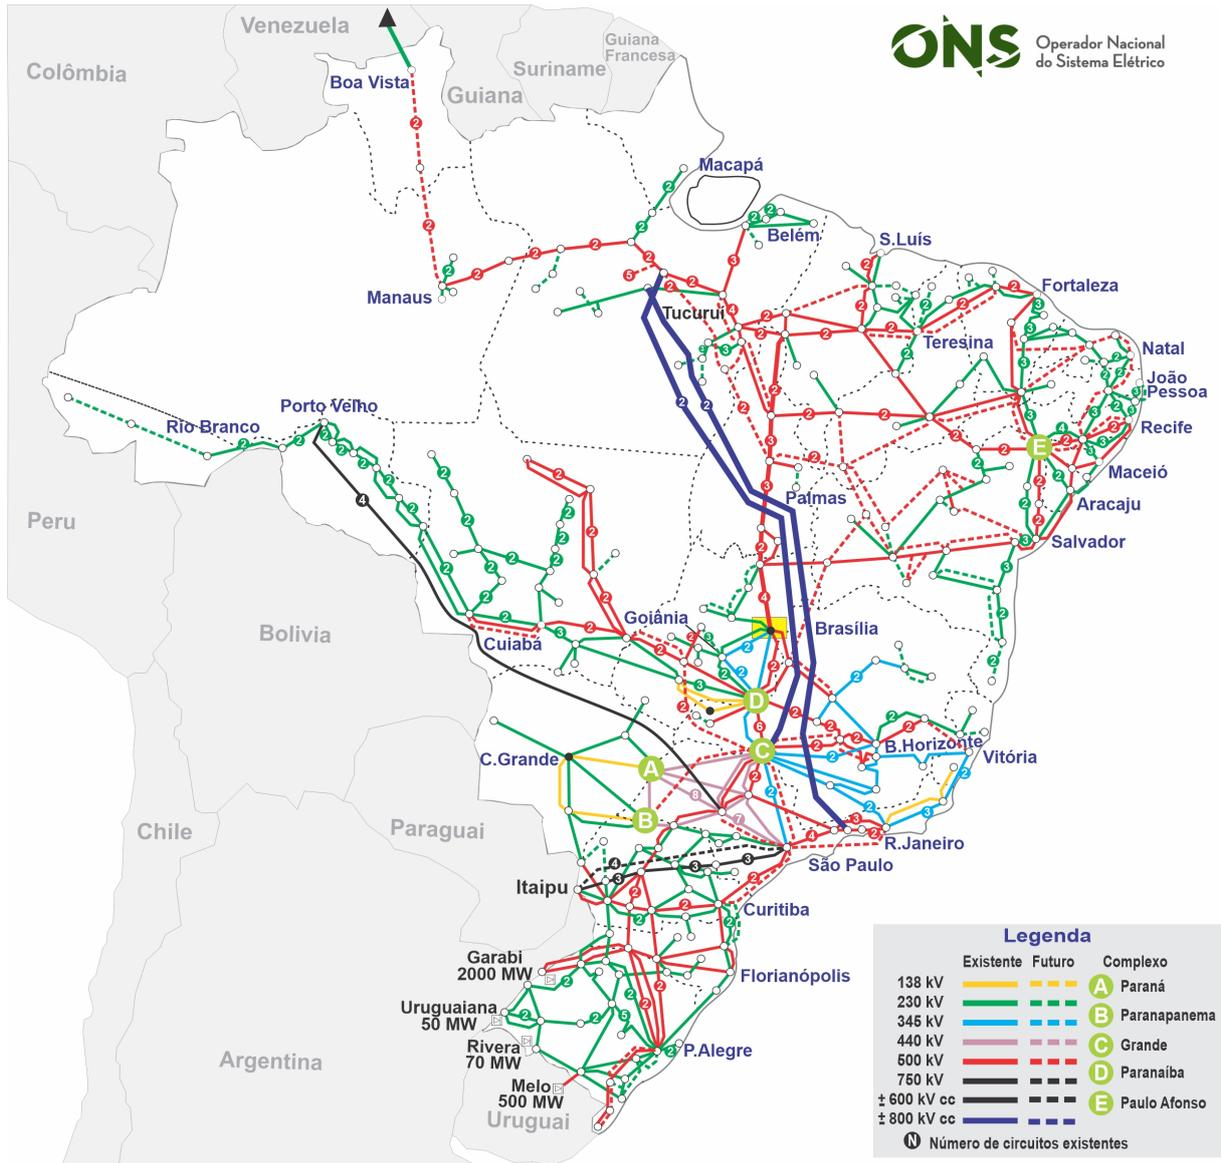 Venezuela
Guiana
Francesa
ONS
Operador Nacional
do Sistema Elétrico
Colômbia
Boa Vista
Suriname
Guiana
Macapá
Belém
S.Luís
Manaus
Fortaleza
Tucuruí
Teresina
Natal
João
Pessoa
Porto Velho
Rio Branco
Recife
E
Maceió
Palmas
Aracaju
Peru
Salvador
Bolivia
Goiânia
Brasília
Cuiabá
D
C.Grande
A
C
B.Horizonte
Vitória
B
Chile
Paraguai
R.Janeiro
São Paulo
Itaipu
Curitiba
Garabi
2000 MW
Florianópolis
Uruguaiana
50 MW
Rivera
70 MW
P.Alegre
Argentina
Melo
500 MW
Uruguai
Legenda
Existente Futuro Complexo
138 kV A Paraná
230 kV
345 kV B Paranapanema
440 kV C Grande
500 kV
750 kV D Paranaíba
± 600 kV cc E Paulo Afonso
± 800 kV cc
N Número de circuitos existentes